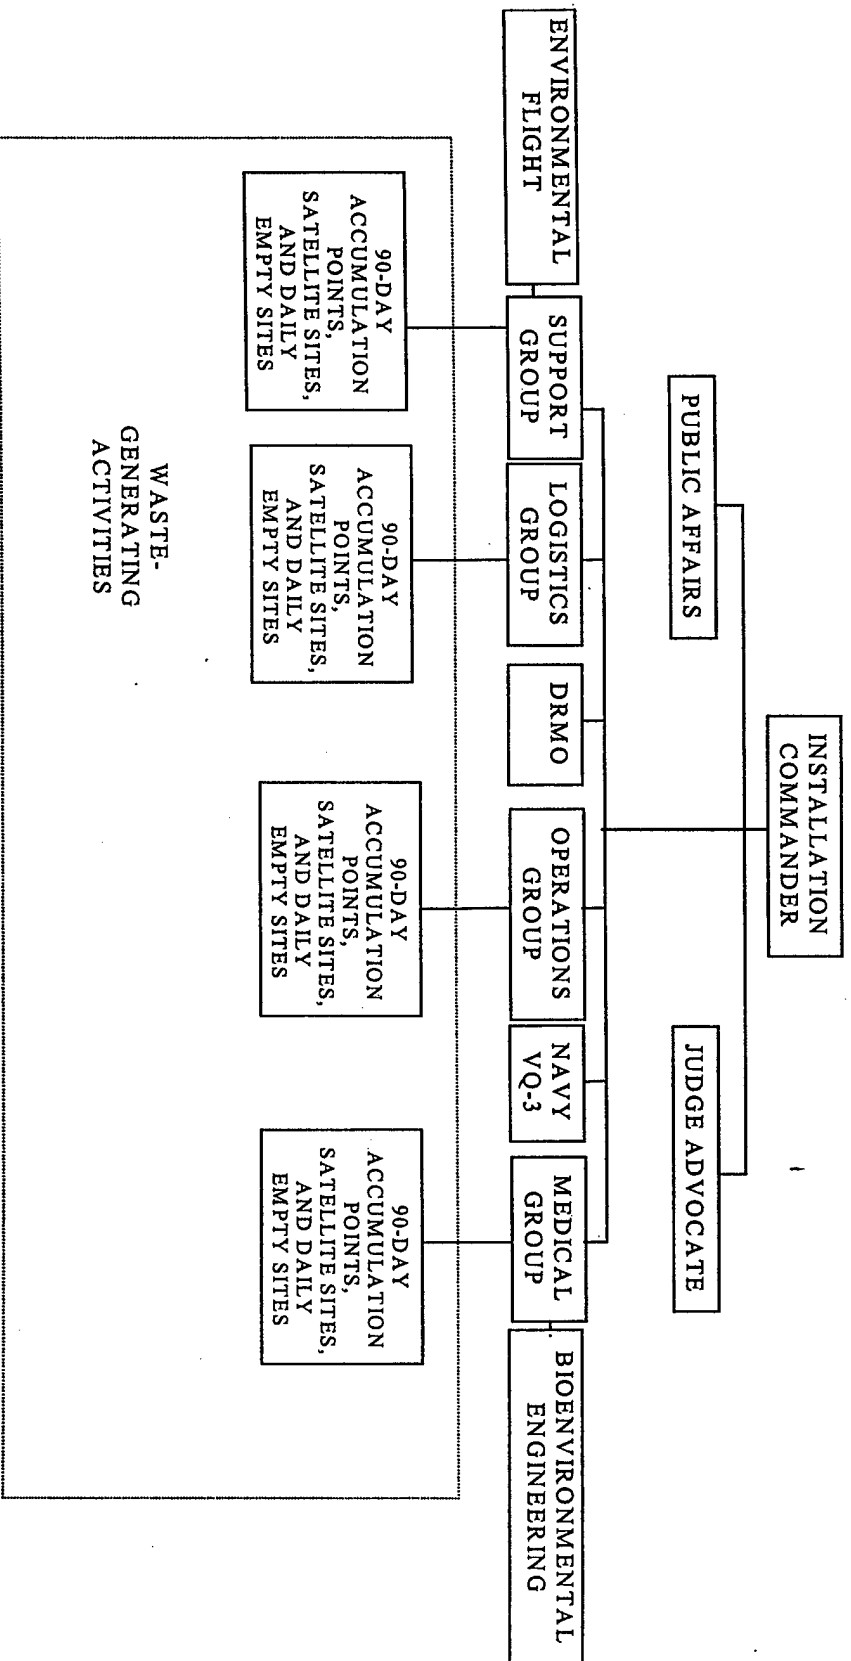 INSTALLATION
COMMANDER
PUBLIC AFFAIRS
JUDGE ADVOCATE
ENVIRONMENTAL
FLIGHT
SUPPORT
GROUP
LOGISTICS
GROUP
DRMO
OPERATIONS
GROUP
NAVY
VQ-3
MEDICAL
GROUP
BIOENVIRONMENTAL
ENGINEERING
90-DAY
ACCUMULATION
POINTS,
SATELLITE SITES,
AND DAILY
EMPTY SITES
90-DAY
ACCUMULATION
POINTS,
SATELLITE SITES,
AND DAILY
EMPTY SITES
90-DAY
ACCUMULATION
POINTS,
SATELLITE SITES,
AND DAILY
EMPTY SITES
90-DAY
ACCUMULATION
POINTS,
SATELLITE SITES,
AND DAILY
EMPTY SITES
WASTE-
GENERATING
ACTIVITIES